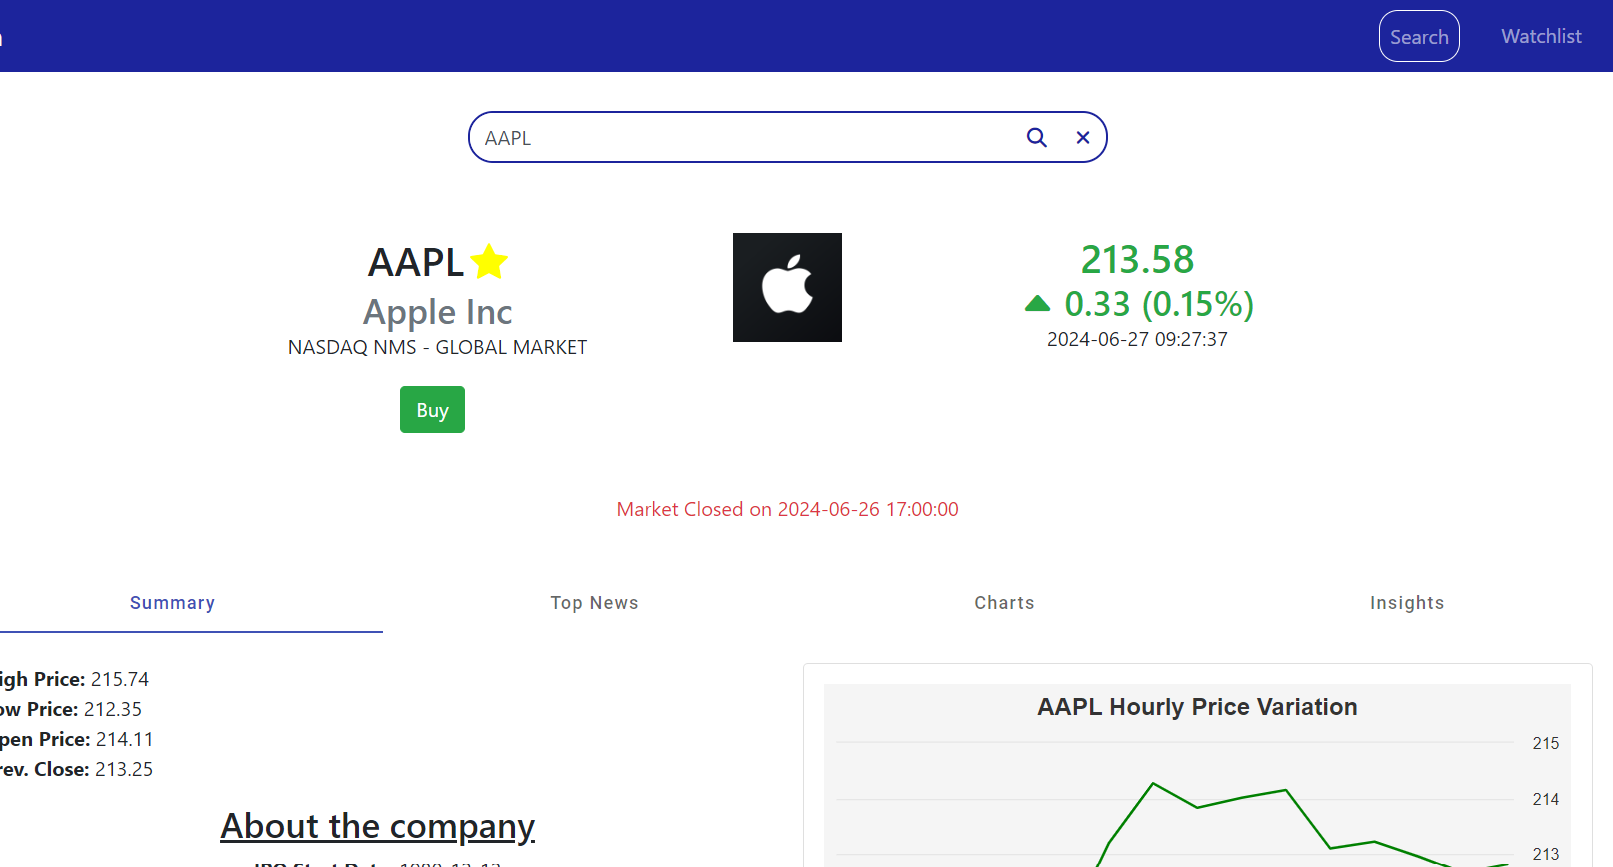 Search Watchlist
AAPL
AAPL
Apple Inc
NASDAQ NMS - GLOBAL MARKET
Buy
213.58
0.33 (0.15%)
2024-06-27 09:27:37
Market Closed on 2024-06-26 17:00:00
Summary Top News Charts Insights
igh Price: 215.74
ow Price: 212.35
pen Price: 214.11
rev. Close: 213.25
About the company
AAPL Hourly Price Variation
215
214
213